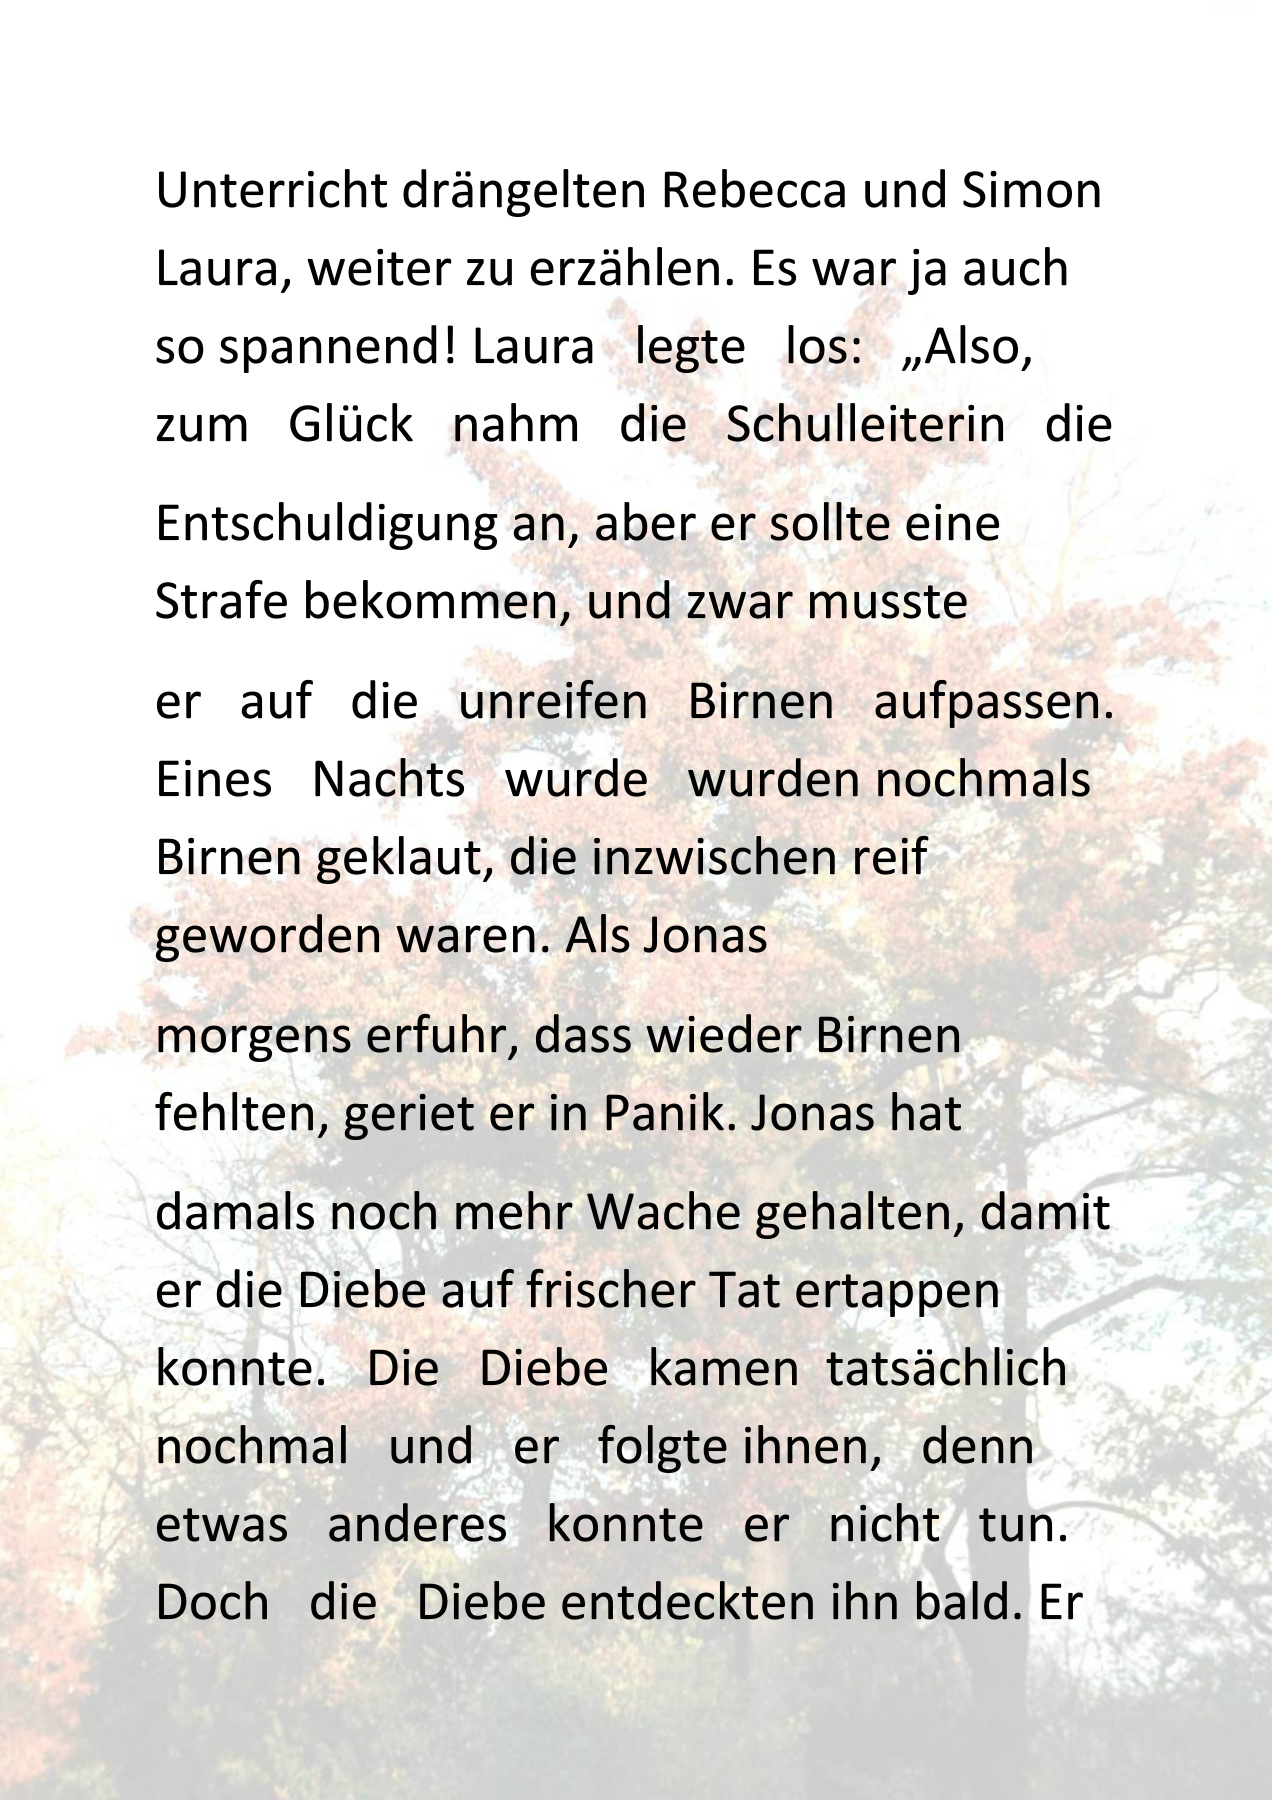 Unterricht drängelten Rebecca und Simon
Laura, weiter zu erzählen. Es war ja auch
so spannend! Laura legte los: „Also,
zum Glück nahm die Schulleiterin die
Entschuldigung an, aber er sollte eine
Strafe bekommen, und zwar musste
er auf die unreifen Birnen aufpassen.
Eines Nachts wurde wurden nochmals
Birnen geklaut, die inzwischen reif
geworden waren. Als Jonas
morgens erfuhr, dass wieder Birnen
fehlten, geriet er in Panik. Jonas hat
damals noch mehr Wache gehalten, damit
er die Diebe auf frischer Tat ertappen
konnte. Die Diebe kamen tatsächlich
nochmal und er folgte ihnen, denn
etwas anderes konnte er nicht tun.
Doch die Diebe entdeckten ihn bald. Er